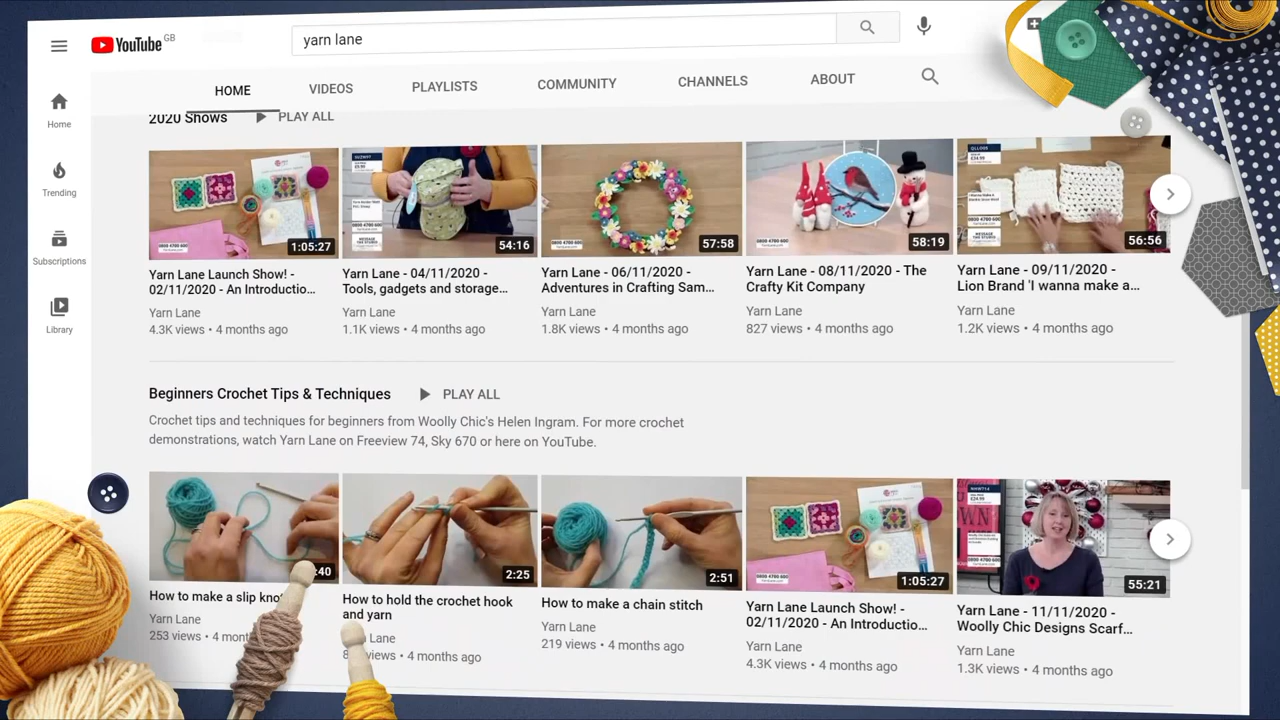 YouTube GB
yarn lane
HOME
VIDEOS
PLAYLISTS
COMMUNITY
CHANNELS
ABOUT
Home
Trending
Subscriptions
Library
2020 Shows
PLAY ALL
1:05:27
54:16
57:58
58:19
56:56
Yarn Lane Launch Show! -
02/11/2020 - An Introductio...
Yarn Lane
4.3K views • 4 months ago
Yarn Lane - 04/11/2020 -
Tools, gadgets and storage...
Yarn Lane
1.1K views • 4 months ago
Yarn Lane - 06/11/2020 -
Adventures in Crafting Sam...
Yarn Lane
1.8K views • 4 months ago
Yarn Lane - 08/11/2020 - The
Crafty Kit Company
Yarn Lane
827 views • 4 months ago
Yarn Lane - 09/11/2020 -
Lion Brand 'I wanna make a...
Yarn Lane
1.2K views • 4 months ago
Beginners Crochet Tips & Techniques
PLAY ALL
Crochet tips and techniques for beginners from Woolly Chic's Helen Ingram. For more crochet
demonstrations, watch Yarn Lane on Freeview 74, Sky 670 or here on YouTube.
:40
2:25
2:51
1:05:27
55:21
How to make a slip kno
253 views • 4 mont
How to hold the crochet hook
and yarn
Lane
8 views • 4 months ago
How to make a chain stitch
Yarn Lane
219 views • 4 months ago
Yarn Lane Launch Show! -
02/11/2020 - An Introductio...
Yarn Lane
4.3K views • 4 months ago
Yarn Lane - 11/11/2020 -
Woolly Chic Designs Scarf...
Yarn Lane
1.3K views • 4 months ago